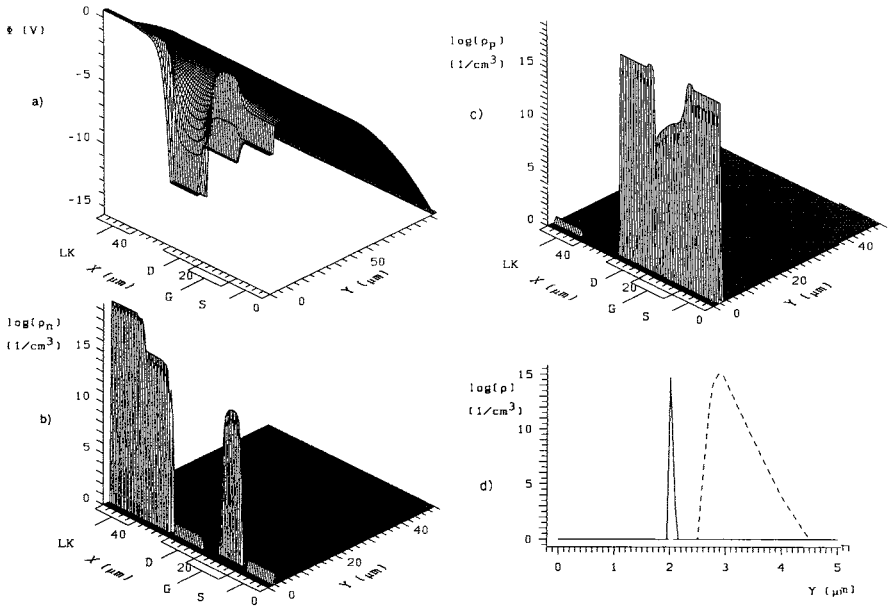 0
Φ (V)
-5
a)
-10
-15
LK
40
X (μm)
D
20
G
S
0
0
50
Y (μm)
log(ρn)
(1/cm³)
15
10
b)
5
0
LK
40
X (μm)
D
20
G
S
0
0
20
40
Y (μm)
log(ρp)
(1/cm³)
15
10
c)
5
0
LK
40
X (μm)
D
20
G
S
0
0
20
40
Y (μm)
log(ρ)
(1/cm³)
15
10
5
d)
0
0
1
2
3
4
5
Y (μm)